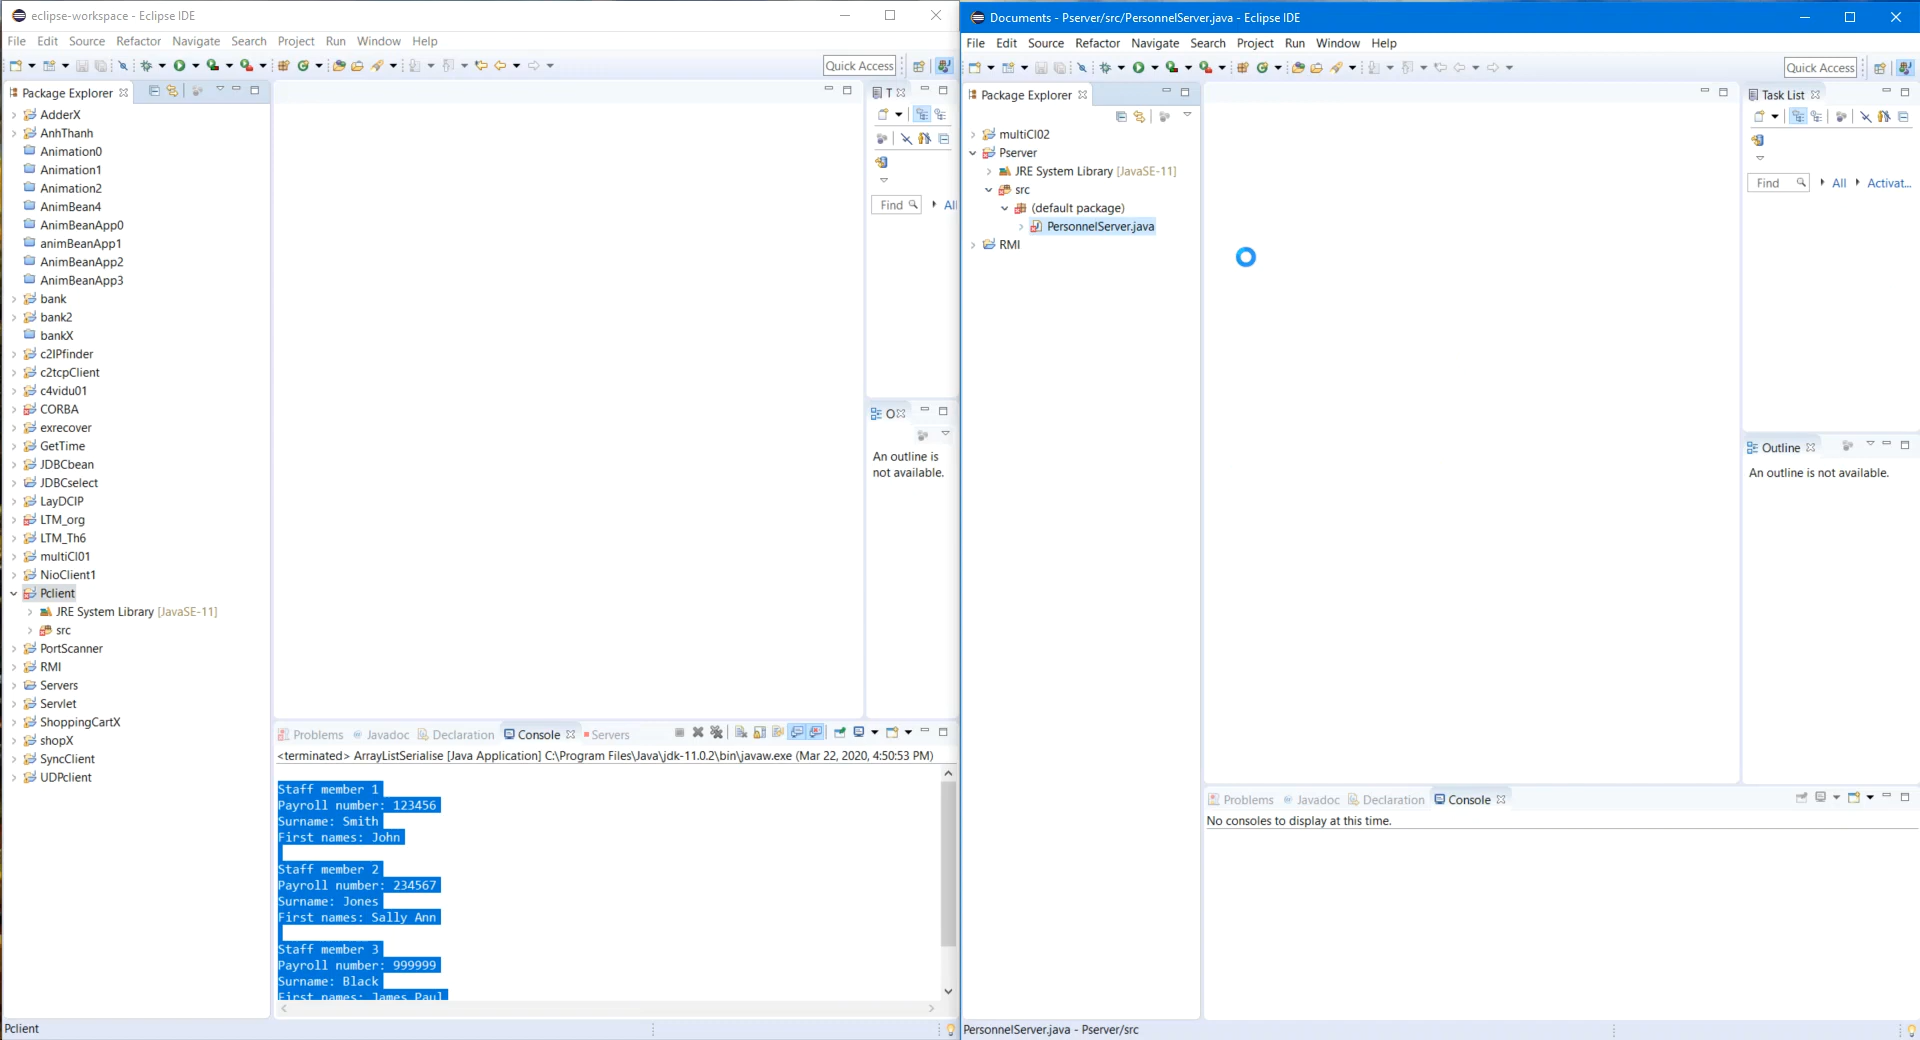 eclipse-workspace - Eclipse IDE
File Edit Source Refactor Navigate Search Project Run Window Help
Quick Access
Package Explorer
AdderX
AnhThanh
Animation0
Animation1
Animation2
AnimBean4
AnimBeanApp0
animBeanApp1
AnimBeanApp2
AnimBeanApp3
bank
bank2
bankX
c2IPfinder
c2tcpClient
c4vidu01
CORBA
exrecover
GetTime
JDBCbean
JDBCselect
LayDCIP
LTM_org
LTM_Th6
multiCl01
NioClient1
Pclient
JRE System Library [JavaSE-11]
src
PortScanner
RMI
Servers
Servlet
ShoppingCartX
shopX
SyncClient
UDPclient
T
Find
All
O
An outline is
not available.
Problems Javadoc Declaration Console Servers
<terminated> ArrayListSerialise [Java Application] C:\Program Files\Java\jdk-11.0.2\bin\javaw.exe (Mar 22, 2020, 4:50:53 PM)
Staff member 1
Payroll number: 123456
Surname: Smith
First names: John
Staff member 2
Payroll number: 234567
Surname: Jones
First names: Sally Ann
Staff member 3
Payroll number: 999999
Surname: Black
First names: James Paul
Pclient
Documents - Pserver/src/PersonnelServer.java - Eclipse IDE
File Edit Source Refactor Navigate Search Project Run Window Help
Quick Access
Package Explorer
multiCl02
Pserver
JRE System Library [JavaSE-11]
src
(default package)
PersonnelServer.java
RMI
Task List
Find
All
Activat...
Outline
An outline is not available.
Problems Javadoc Declaration Console
No consoles to display at this time.
PersonnelServer.java - Pserver/src